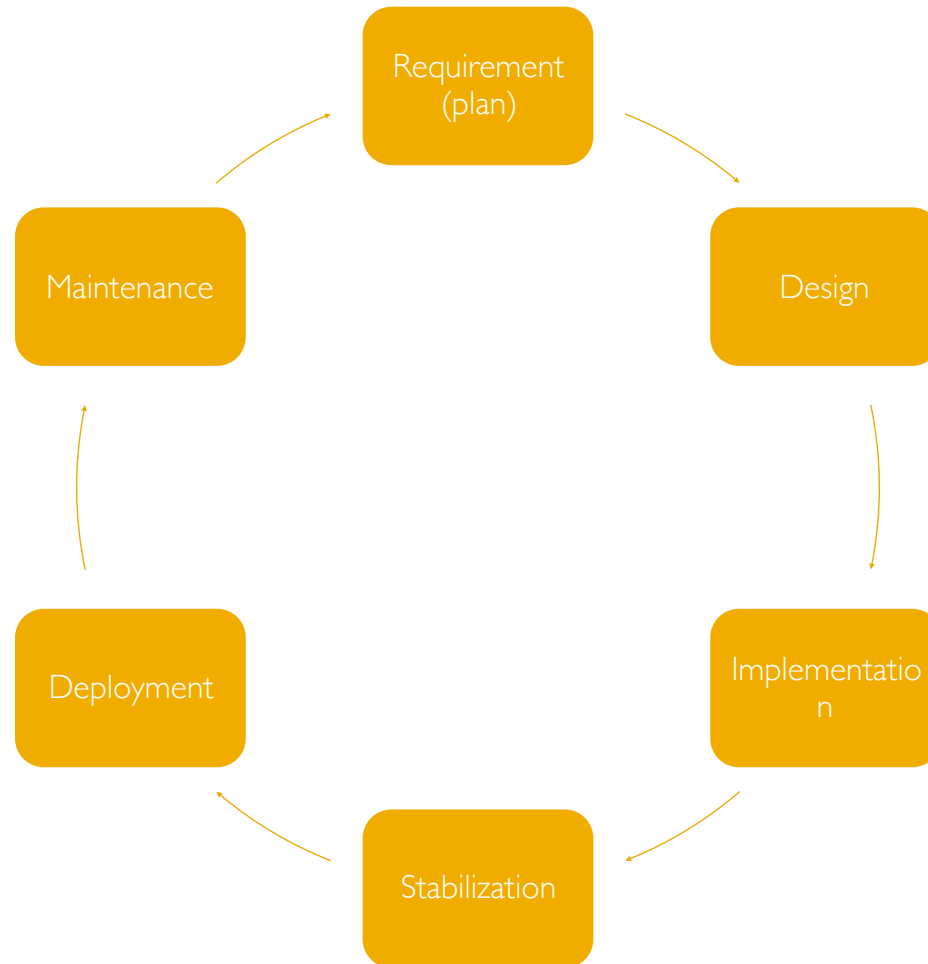 Requirement
(plan)
Design
Implementatio
n
Stabilization
Deployment
Maintenance